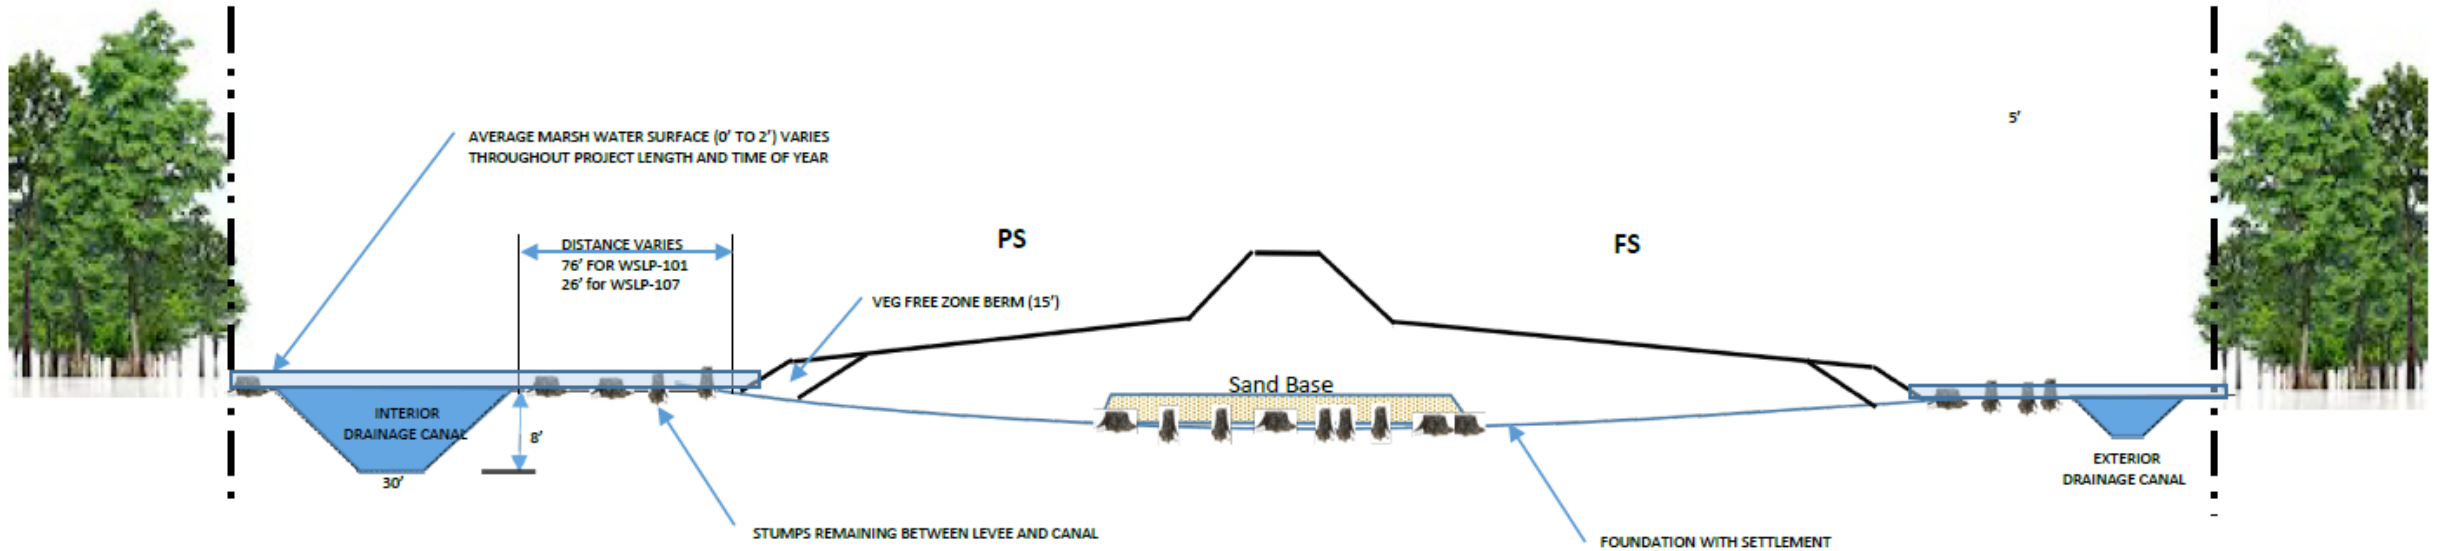 5'
AVERAGE MARSH WATER SURFACE (0' TO 2') VARIES
THROUGHOUT PROJECT LENGTH AND TIME OF YEAR
DISTANCE VARIES
76' FOR WSLP-101
26' for WSLP-107
PS
FS
VEG FREE ZONE BERM (15')
Sand Base
INTERIOR
DRAINAGE CANAL
8'
30'
EXTERIOR
DRAINAGE CANAL
STUMPS REMAINING BETWEEN LEVEE AND CANAL
FOUNDATION WITH SETTLEMENT